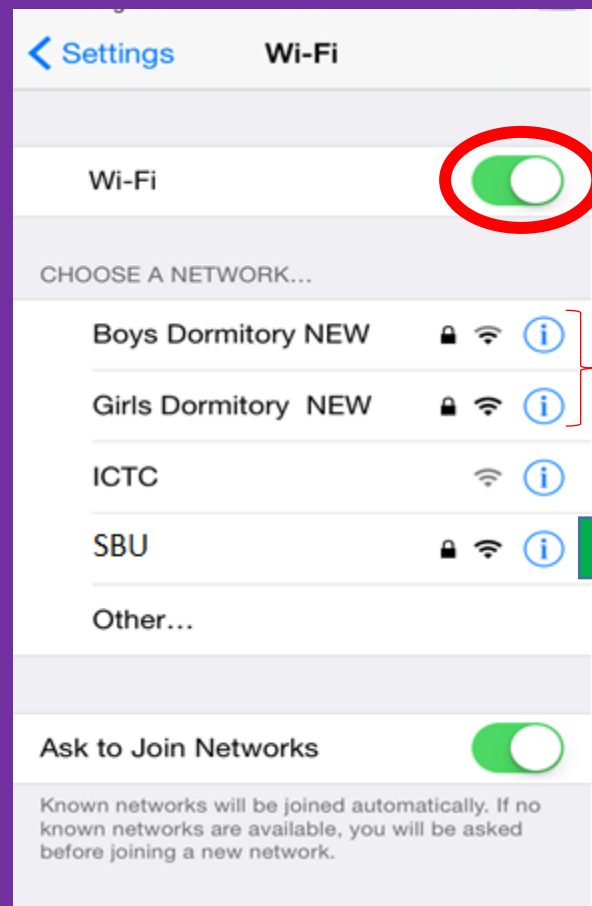 Settings Wi-Fi
Wi-Fi
CHOOSE A NETWORK...
Boys Dormitory NEW
Girls Dormitory NEW
ICTC
SBU
Other...
Ask to Join Networks
Known networks will be joined automatically. If no
known networks are available, you will be asked
before joining a new network.